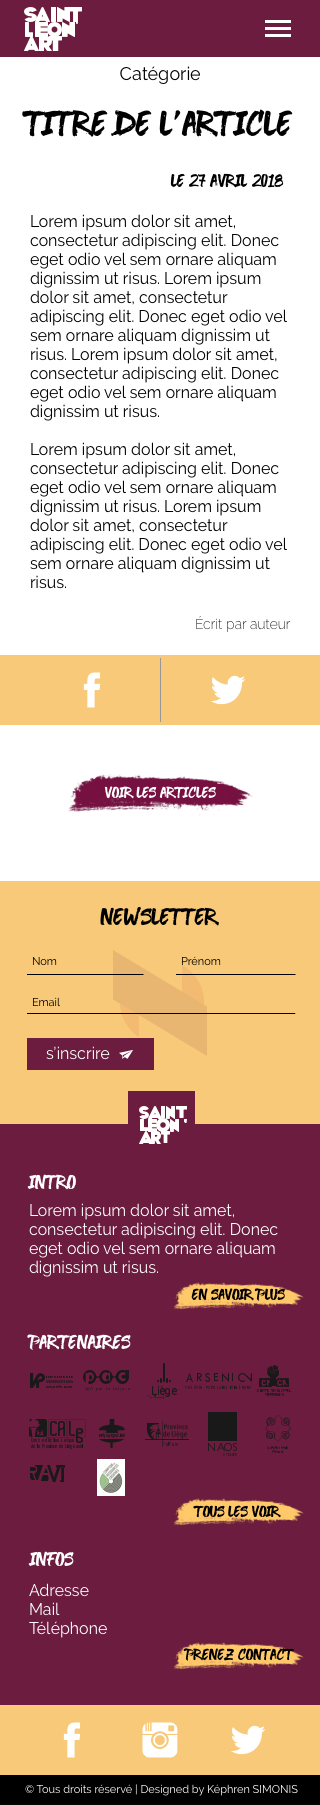 SAINT
LEON'
ART
Catégorie
TITRE DE L'ARTICLE
LE 27 AVRIL 2018
Lorem ipsum dolor sit amet,
consectetur adipiscing elit. Donec
eget odio vel sem ornare aliquam
dignissim ut risus. Lorem ipsum
dolor sit amet, consectetur
adipiscing elit. Donec eget odio vel
sem ornare aliquam dignissim ut
risus. Lorem ipsum dolor sit amet,
consectetur adipiscing elit. Donec
eget odio vel sem ornare aliquam
dignissim ut risus.
Lorem ipsum dolor sit amet,
consectetur adipiscing elit. Donec
eget odio vel sem ornare aliquam
dignissim ut risus. Lorem ipsum
dolor sit amet, consectetur
adipiscing elit. Donec eget odio vel
sem ornare aliquam dignissim ut
risus.
Écrit par auteur
VOIR LES ARTICLES
NEWSLETTER
Nom Prénom
Email
s'inscrire
SAINT
LEON'
ART
INTRO
Lorem ipsum dolor sit amet,
consectetur adipiscing elit. Donec
eget odio vel sem ornare aliquam
dignissim ut risus.
EN SAVOIR PLUS
PARTENAIRES
Liège
ARSENIC
NAOS
RAVI
TOUS LES VOIR
INFOS
Adresse
Mail
Téléphone
PRENEZ CONTACT
© Tous droits réservé | Designed by Képhren SIMONIS